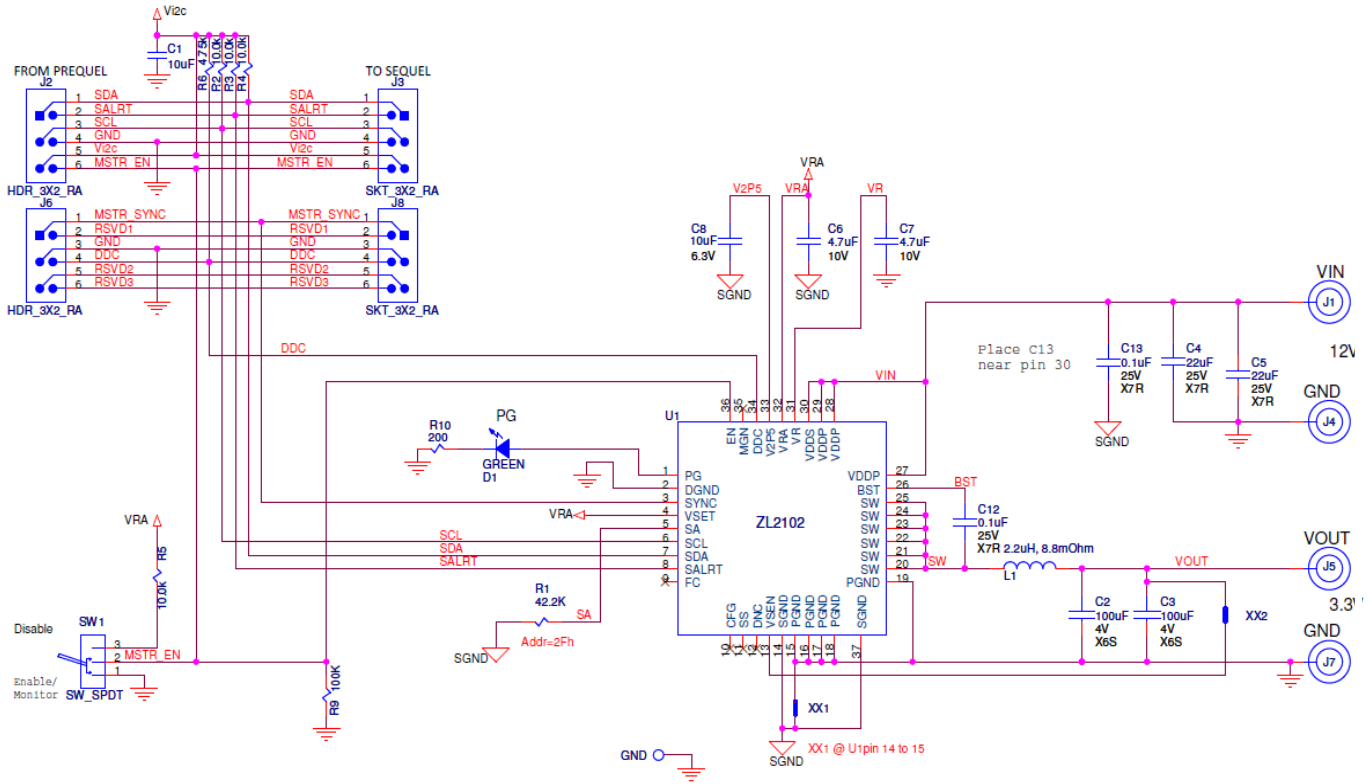 Vi2c
C1
10uF
R6 4.75k
R2 10.0k
R3 10.0k
R4 10.0k
FROM PREQUEL
TO SEQUEL
J2
J3
1 SDA SDA 1
2 SALRT SALRT 2
3 SCL SCL 3
4 GND GND 4
5 Vi2c Vi2c 5
6 MSTR_EN MSTR_EN 6
HDR_3X2_RA
SKT_3X2_RA
J6
J8
1 MSTR_SYNC MSTR_SYNC 1
2 RSVD1 RSVD1 2
3 GND GND 3
4 DDC DDC 4
5 RSVD2 RSVD2 5
6 RSVD3 RSVD3 6
HDR_3X2_RA
SKT_3X2_RA
VRA
V2P5
VRA
VR
C8
10uF
6.3V
SGND
C6
4.7uF
10V
SGND
C7
4.7uF
10V
VIN
J1
12V
GND
J4
Place C13
near pin 30
C13
0.1uF
25V
X7R
SGND
C4
22uF
25V
X7R
C5
22uF
25V
X7R
DDC
VIN
PG
R10
200
GREEN
D1
U1
36 35 34 33 32 31 30 29 28
EN MGN DDC V2P5 VRA VR VDDS VDDP VDDP
1 PG
2 DGND
3 SYNC
4 VSET
5 SA
6 SCL
7 SDA
8 SALRT
9 FC
ZL2102
VDDP 27
BST 26
SW 25
SW 24
SW 23
SW 22
SW 21
SW 20
PGND 19
CFG SS DNC VSEN SGND PGND PGND PGND PGND SGND
10 11 12 13 14 15 16 17 18 37
VRA
SCL
SDA
SALRT
R1
42.2K
SA
Addr=2Fh
SGND
BST
C12
0.1uF
25V
X7R
SW
2.2uH, 8.8mOhm
L1
VOUT
VOUT
J5
3.3V
C2
100uF
4V
X6S
C3
100uF
4V
X6S
XX2
GND
J7
VRA
R5
10.0k
Disable
SW1
3
2 MSTR_EN
1
Enable/
Monitor
SW_SPDT
R9 100K
XX1
SGND
XX1 @ U1pin 14 to 15
GND